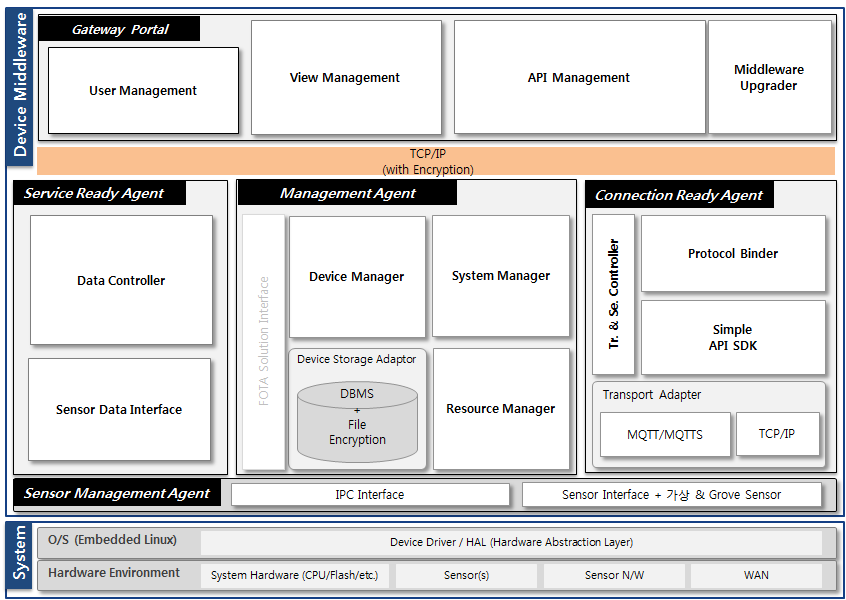 Device Middleware
Gateway Portal
User Management
View Management
API Management
Middleware
Upgrader
TCP/IP
(with Encryption)
Service Ready Agent
Data Controller
Sensor Data Interface
Management Agent
FOTA Solution Interface
Device Manager
System Manager
Device Storage Adaptor
DBMS
+
File
Encryption
Resource Manager
Connection Ready Agent
Tr. & Se. Controller
Protocol Binder
Simple
API SDK
Transport Adapter
MQTT/MQTTS
TCP/IP
Sensor Management Agent
IPC Interface
Sensor Interface + 가상 & Grove Sensor
System
O/S (Embedded Linux)
Device Driver / HAL (Hardware Abstraction Layer)
Hardware Environment
System Hardware (CPU/Flash/etc.)
Sensor(s)
Sensor N/W
WAN